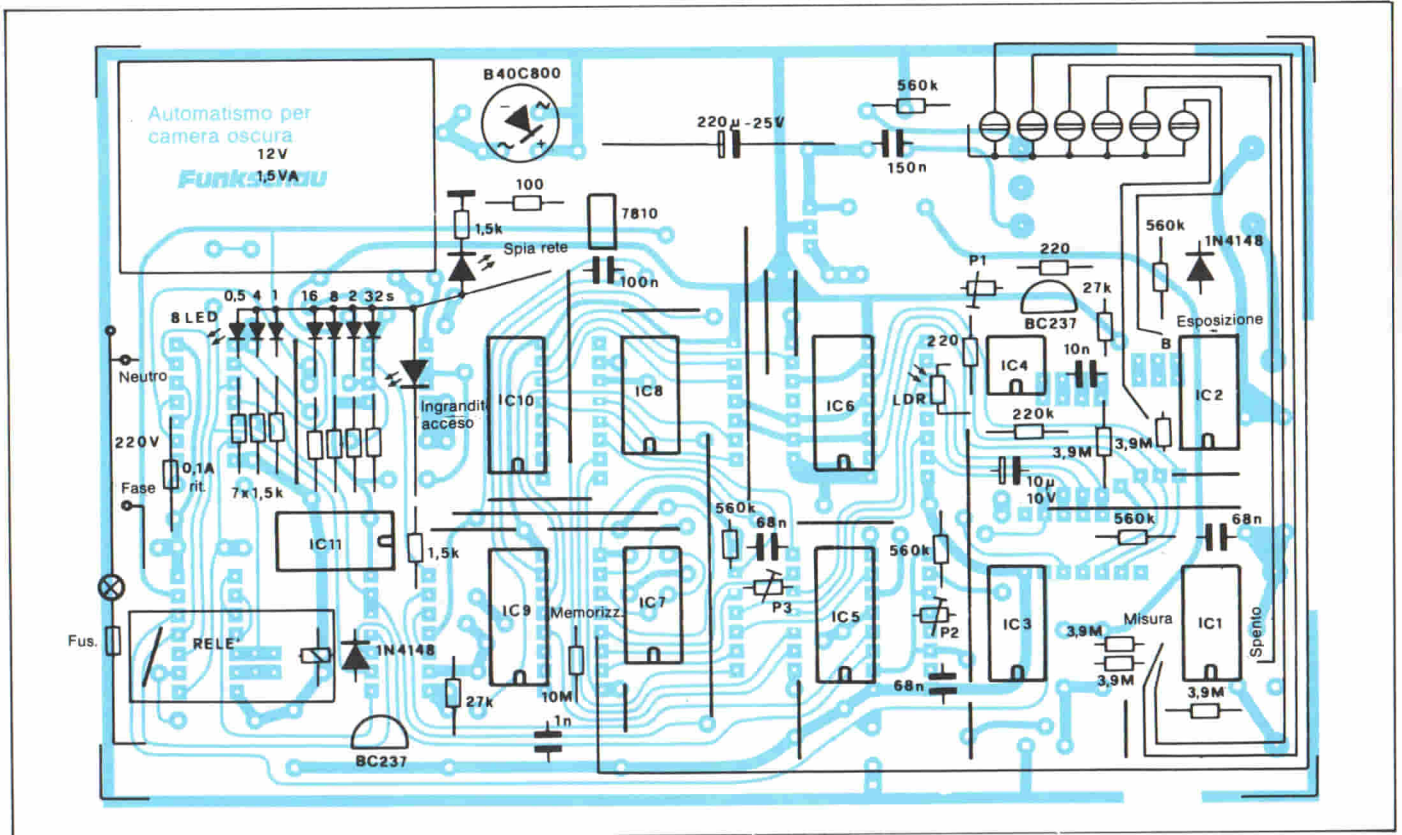 B40C800
560k
Automatismo per
camera oscura
12V
1,5VA
Funkschau
220µ-25V
150n
100
7810
1,5k
Spia rete
100n
560k
1N4148
220
P1
27k
BC237
0,5 4 1 16 8 2 32s
8 LED
Esposizione
B
Neutro
220
IC4
10n
IC10
IC8
IC6
LDR
IC2
Ingrandit.
acceso
220k
3,9M
3,9M
220V
0,1A
rit.
Fase
7x1,5k
10µ
10V
560k
68n
560k
68n
IC11
1,5k
560k
IC9
Memorizz.
IC7
P3
IC5
P2
IC3
Misura
IC1
Spento
Fus.
RELE'
1N4148
3,9M
3,9M
3,9M
27k
10M
1n
68n
BC237